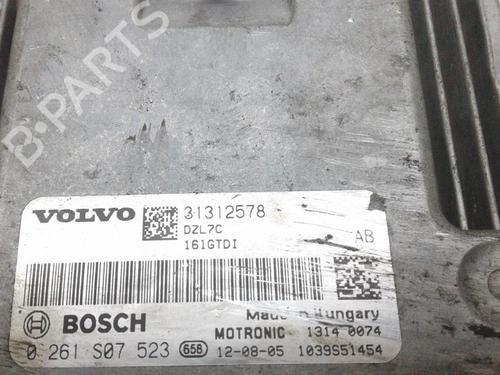 B-PARTS
VOLVO 31312578
DZL7C
161GTDI AB
Made in Hungary
BOSCH MOTRONIC 1314 0074
0 261 S07 523 658 12-08-05 1039S51454